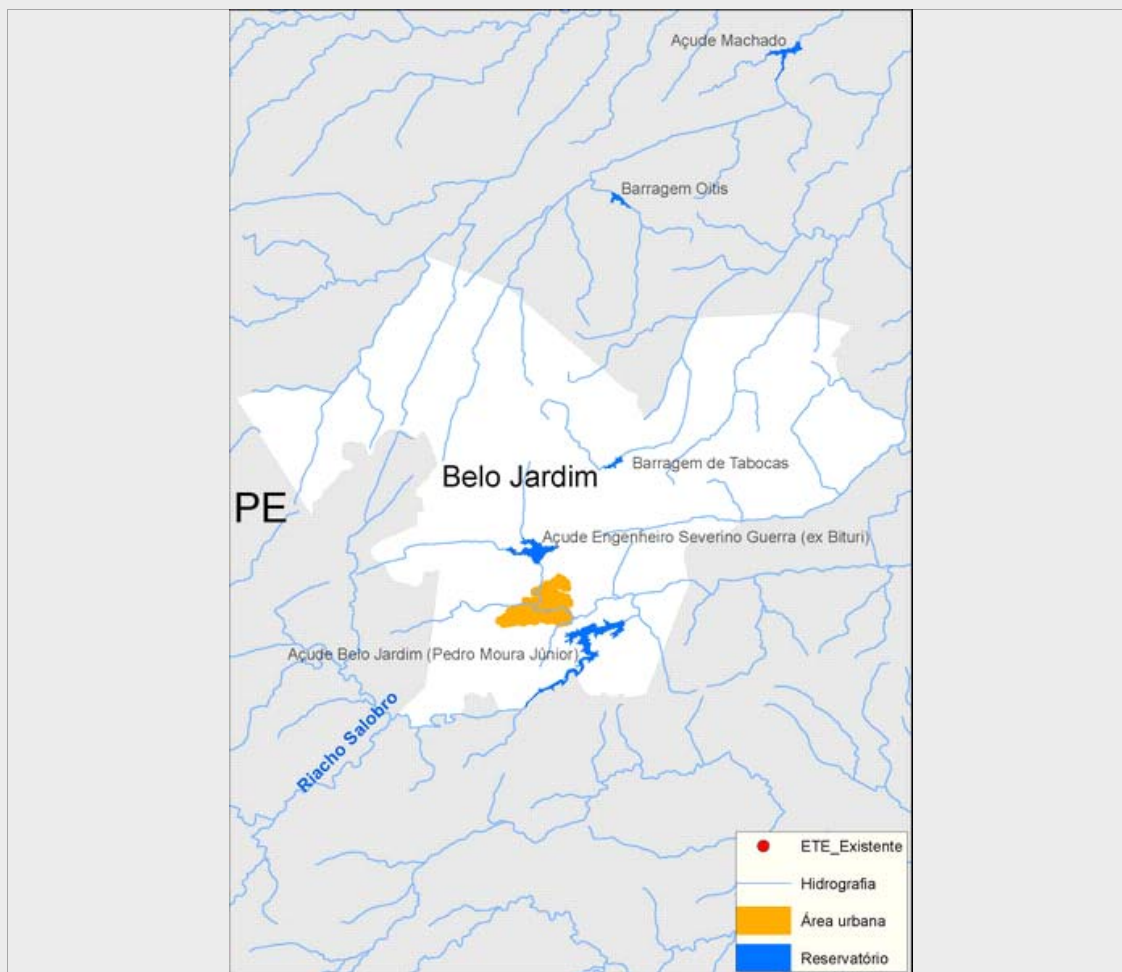 Açude Machado
Barragem Oitis
Barragem de Tabocas
Belo Jardim
PE
Açude Engenheiro Severino Guerra (ex Bituri)
Açude Belo Jardim (Pedro Moura Júnior)
Riacho Salobro
ETE_Existente
Hidrografia
Área urbana
Reservatório